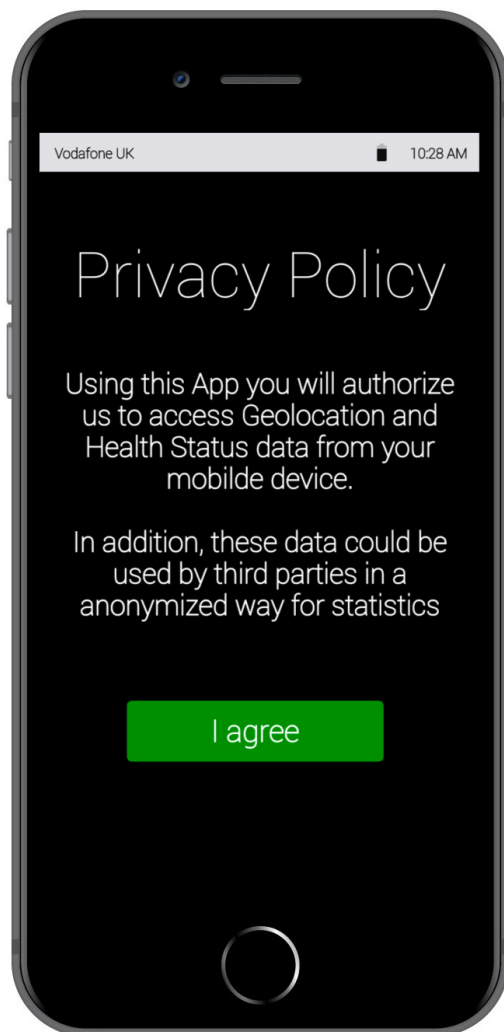 Vodafone UK 10:28 AM
Privacy Policy
Using this App you will authorize
us to access Geolocation and
Health Status data from your
mobilde device.
In addition, these data could be
used by third parties in a
anonymized way for statistics
I agree